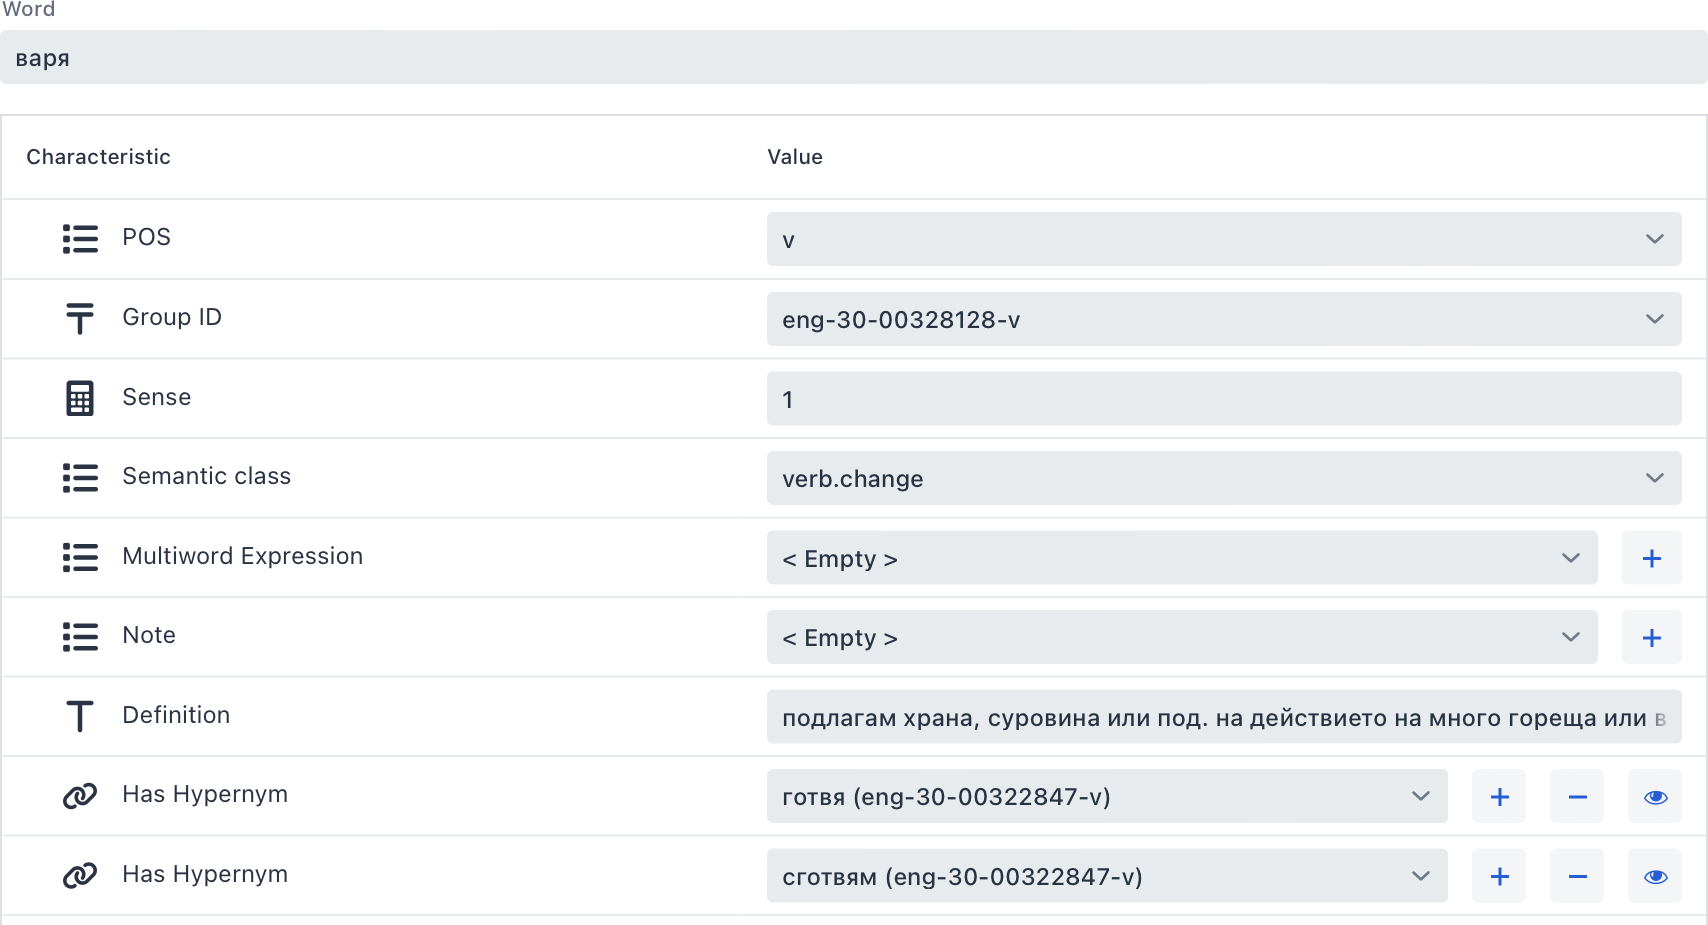 Word
варя
Characteristic Value
POS v
Group ID eng-30-00328128-v
Sense 1
Semantic class verb.change
Multiword Expression < Empty >
Note < Empty >
Definition подлагам храна, суровина или под. на действието на много гореща или в
Has Hypernym готвя (eng-30-00322847-v)
Has Hypernym сготвям (eng-30-00322847-v)